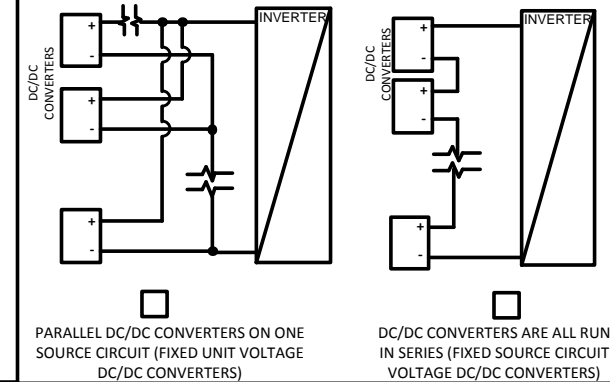 INVERTER
DC/DC
CONVERTERS
+
-
+
-
+
-
PARALLEL DC/DC CONVERTERS ON ONE
SOURCE CIRCUIT (FIXED UNIT VOLTAGE
DC/DC CONVERTERS)
INVERTER
DC/DC
CONVERTERS
+
-
+
-
+
-
DC/DC CONVERTERS ARE ALL RUN
IN SERIES (FIXED SOURCE CIRCUIT
VOLTAGE DC/DC CONVERTERS)